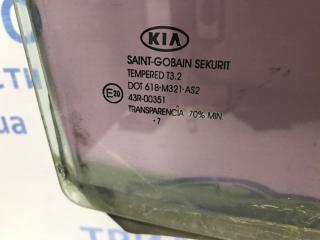 KIA
SAINT-GOBAIN SEKURIT
TEMPERED T3.2
DOT 618-M321-AS2
E20 43R-00351
TRANSPARENCIA 70% MIN
·7